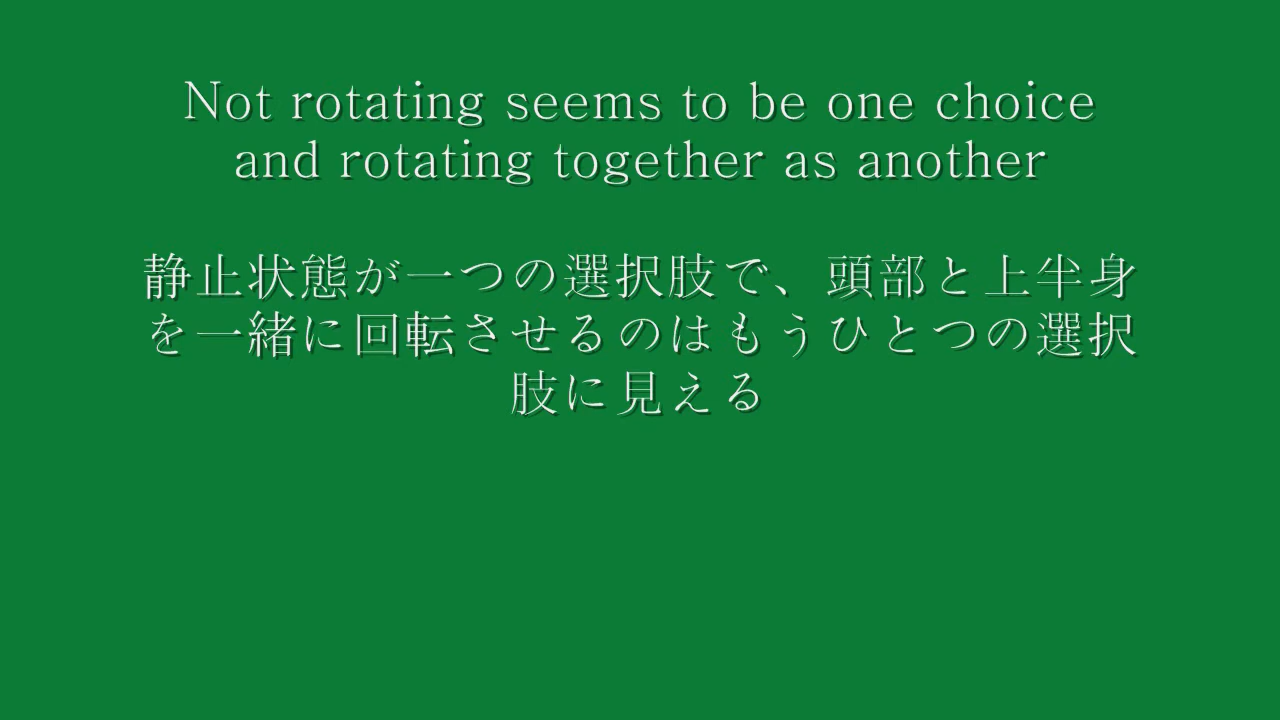 Not rotating seems to be one choice
and rotating together as another
静止状態が一つの選択肢で、頭部と上半身
を一緒に回転させるのはもうひとつの選択
肢に見える